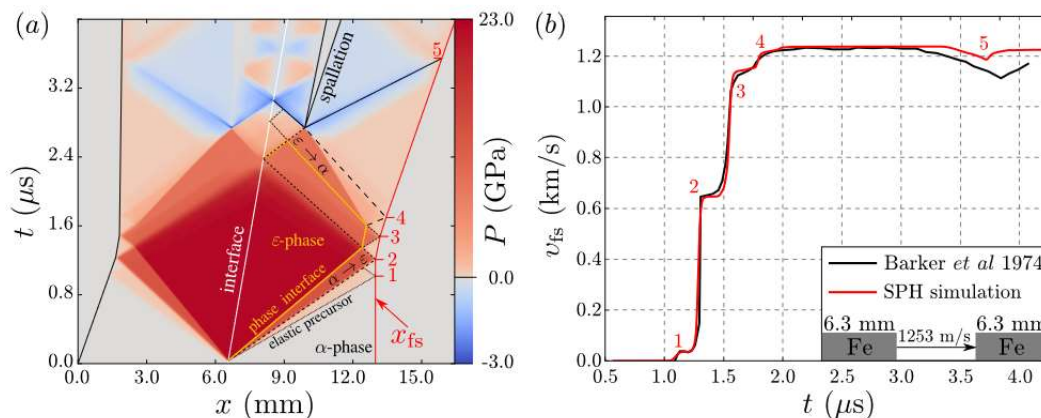 (a)
23.0
P (GPa)
0.0
-3.0
t (μs)
3.2
2.4
1.6
0.8
0.0
0.0
3.0
6.0
9.0
12.0
15.0
x (mm)
spallation
5
ε→α
4
3
2
1
ε-phase
interface
phase interface
α→ε
elastic precursor
α-phase
x_fs
(b)
v_fs (km/s)
1.2
1.0
0.8
0.6
0.4
0.2
0.0
0.5
1.0
1.5
2.0
2.5
3.0
3.5
4.0
t (μs)
1
2
3
4
5
Barker et al 1974
SPH simulation
6.3 mm
1253 m/s
6.3 mm
Fe
Fe